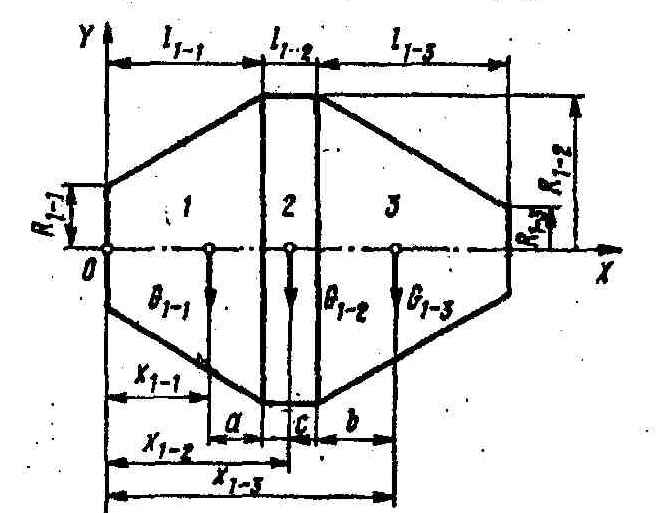 Y
l₁₋₁ l₁₋₂ l₁₋₃
R₁₋₁ 1 2 3 R₁₋₃ R₁₋₂
0 X
G₁₋₁ G₁₋₂ G₁₋₃
X₁₋₁
a c b
X₁₋₂
X₁₋₃